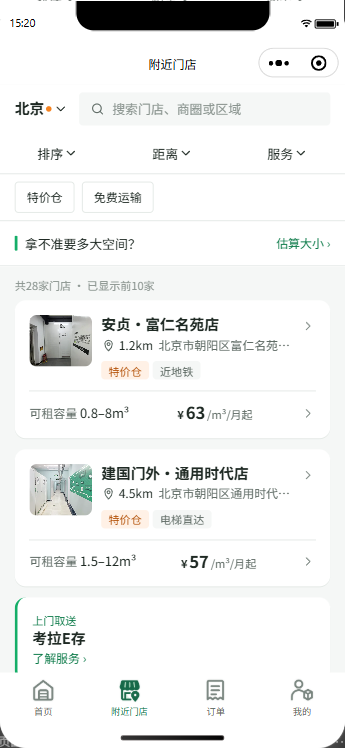 15:20
附近门店
北京
搜索门店、商圈或区域
排序
距离
服务
特价仓
免费运输
拿不准要多大空间？
估算大小 ›
共28家门店 · 已显示前10家
安贞·富仁名苑店
1.2km 北京市朝阳区富仁名苑…
特价仓
近地铁
可租容量 0.8–8m³
¥63/m³/月起
建国门外·通用时代店
4.5km 北京市朝阳区通用时代…
特价仓
电梯直达
可租容量 1.5–12m³
¥57/m³/月起
上门取送
考拉E存
了解服务 ›
首页
附近门店
订单
我的